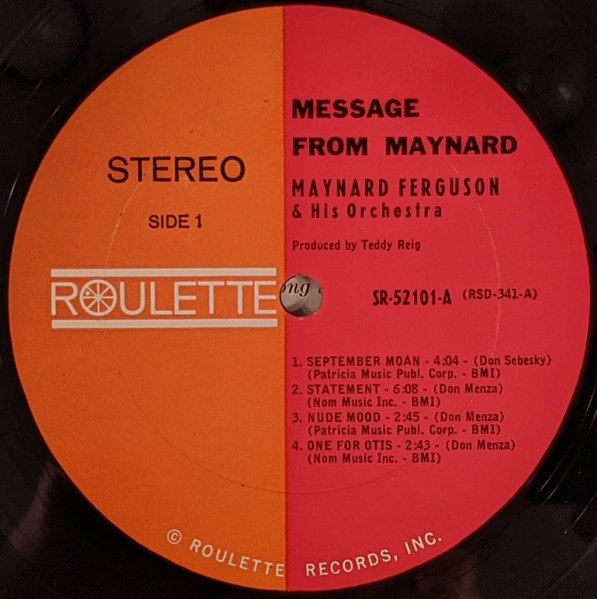 STEREO
SIDE 1
ROULETTE
MESSAGE
FROM MAYNARD
MAYNARD FERGUSON
& His Orchestra
Produced by Teddy Reig
ong
SR-52101-A (RSD-341-A)
1. SEPTEMBER MOAN - 4:04 - (Don Sebesky)
(Patricia Music Publ. Corp. - BMI)
2. STATEMENT - 6:08 - (Don Menza)
(Nom Music Inc. - BMI)
3. NUDE MOOD - 2:45 - (Don Menza)
(Patricia Music Publ. Corp. - BMI)
4. ONE FOR OTIS - 2:43 - (Don Menza)
(Nom Music Inc. - BMI)
© ROULETTE RECORDS, INC.